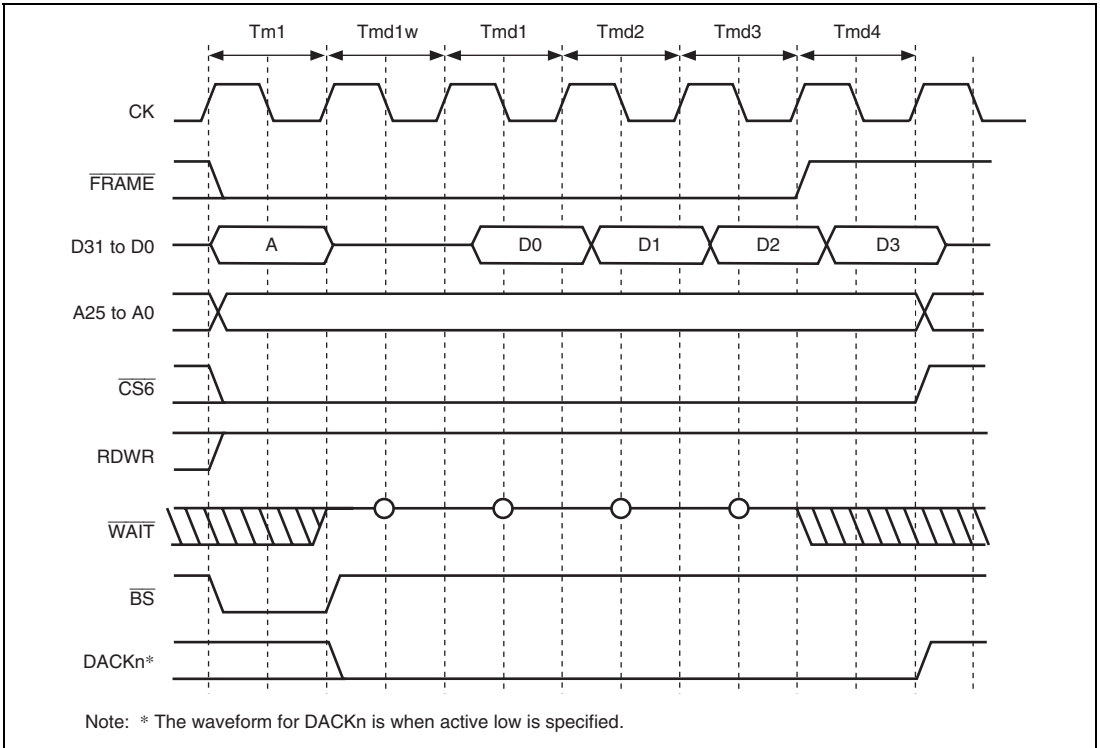 Tm1 Tmd1w Tmd1 Tmd2 Tmd3 Tmd4
CK
FRAME
D31 to D0 A D0 D1 D2 D3
A25 to A0
CS6
RDWR
WAIT
BS
DACKn*
Note: * The waveform for DACKn is when active low is specified.